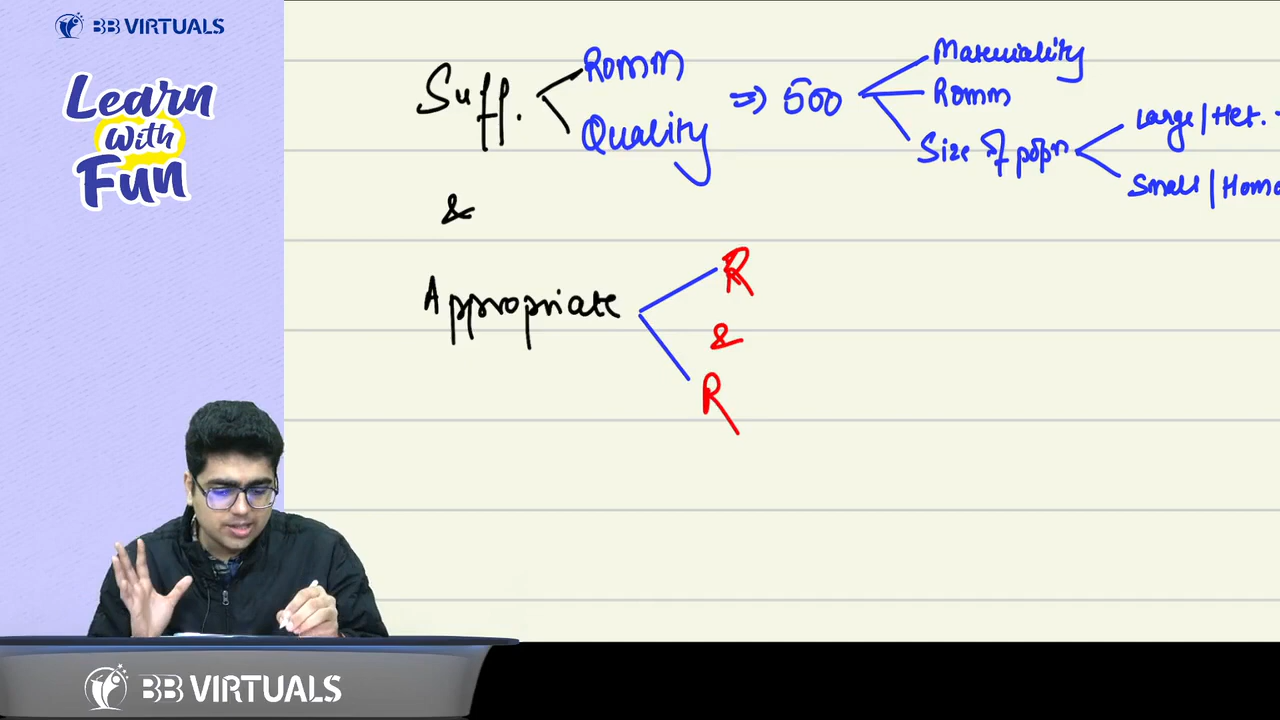 BB VIRTUALS
Learn
With
Fun
Suff.
Romm
Quality
=> 500
Materiality
Romm
Size of popn
Large/Het.
Small/Homo
&
Appropriate
R
&
R
BB VIRTUALS